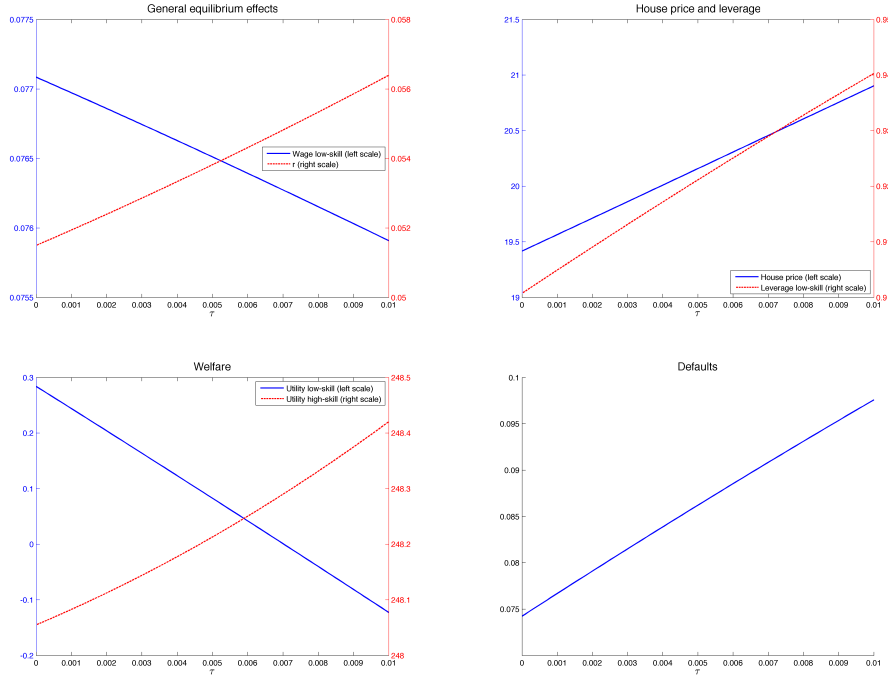 General equilibrium effects
0.0775
0.077
0.0765
0.076
0.0755
0.058
0.056
0.054
0.052
0.05
Wage low-skill (left scale)
r (right scale)
0 0.001 0.002 0.003 0.004 0.005 0.006 0.007 0.008 0.009 0.01
τ
House price and leverage
21.5
21
20.5
20
19.5
19
House price (left scale)
Leverage low-skill (right scale)
0 0.001 0.002 0.003 0.004 0.005 0.006 0.007 0.008 0.009 0.01
τ
Welfare
0.3
0.2
0.1
0
-0.1
-0.2
248.5
248.4
248.3
248.2
248.1
248
Utility low-skill (left scale)
Utility high-skill (right scale)
0 0.001 0.002 0.003 0.004 0.005 0.006 0.007 0.008 0.009 0.01
τ
Defaults
0.1
0.095
0.09
0.085
0.08
0.075
0 0.001 0.002 0.003 0.004 0.005 0.006 0.007 0.008 0.009 0.01
τ